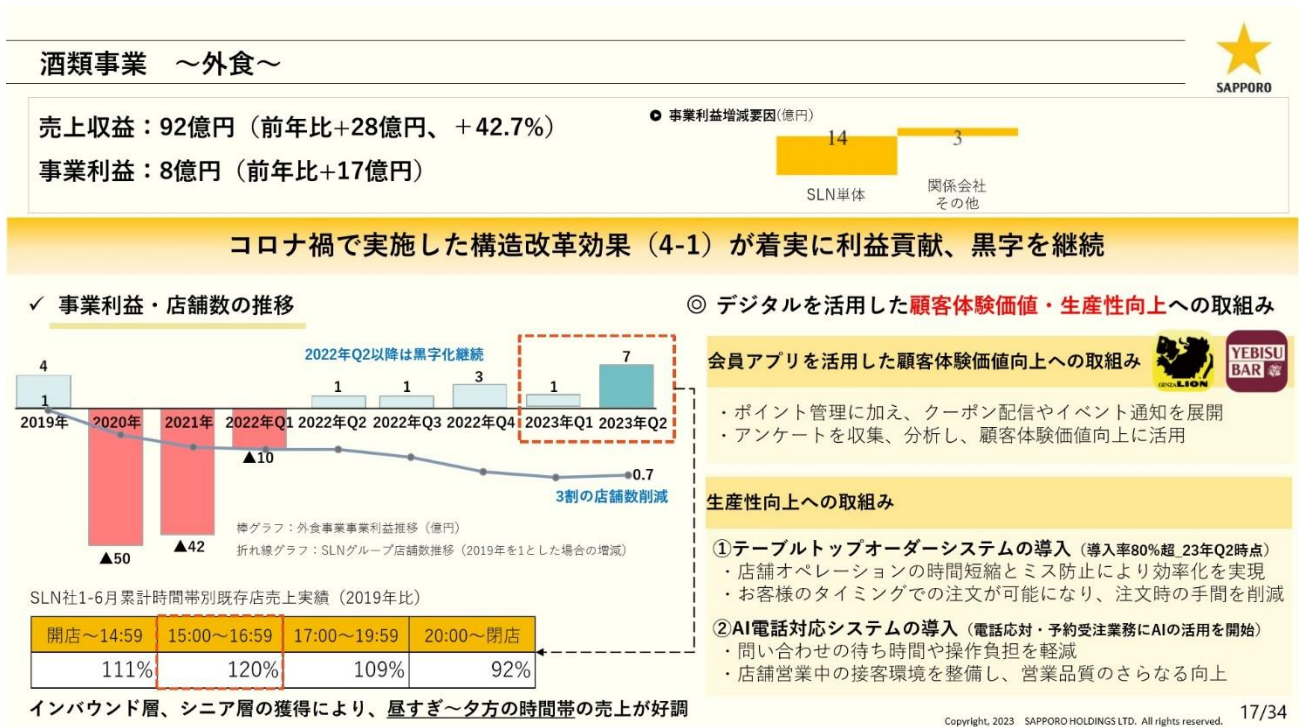 酒類事業　～外食～
SAPPORO
売上収益：92億円（前年比+28億円、＋42.7%）
事業利益：8億円（前年比+17億円）
事業利益増減要因(億円)
14
3
SLN単体
関係会社
その他
コロナ禍で実施した構造改革効果（4-1）が着実に利益貢献、黒字を継続
✓ 事業利益・店舗数の推移
2022年Q2以降は黒字化継続
4
1
1
1
3
1
7
2019年 2020年 2021年 2022年Q1 2022年Q2 2022年Q3 2022年Q4 2023年Q1 2023年Q2
▲10
0.7
3割の店舗数削減
▲50
▲42
棒グラフ：外食事業事業利益推移（億円）
折れ線グラフ：SLNグループ店舗数推移（2019年を1とした場合の増減）
SLN社1-6月累計時間帯別既存店売上実績（2019年比）
開店～14:59 15:00～16:59 17:00～19:59 20:00～閉店
111% 120% 109% 92%
インバウンド層、シニア層の獲得により、昼すぎ～夕方の時間帯の売上が好調
◎ デジタルを活用した顧客体験価値・生産性向上への取組み
会員アプリを活用した顧客体験価値向上への取組み
GINZA LION
YEBISU
BAR
・ポイント管理に加え、クーポン配信やイベント通知を展開
・アンケートを収集、分析し、顧客体験価値向上に活用
生産性向上への取組み
①テーブルトップオーダーシステムの導入（導入率80%超_23年Q2時点）
・店舗オペレーションの時間短縮とミス防止により効率化を実現
・お客様のタイミングでの注文が可能になり、注文時の手間を削減
②AI電話対応システムの導入（電話応対・予約受注業務にAIの活用を開始）
・問い合わせの待ち時間や操作負担を軽減
・店舗営業中の接客環境を整備し、営業品質のさらなる向上
Copyright, 2023 SAPPORO HOLDINGS LTD. All rights reserved.
17/34